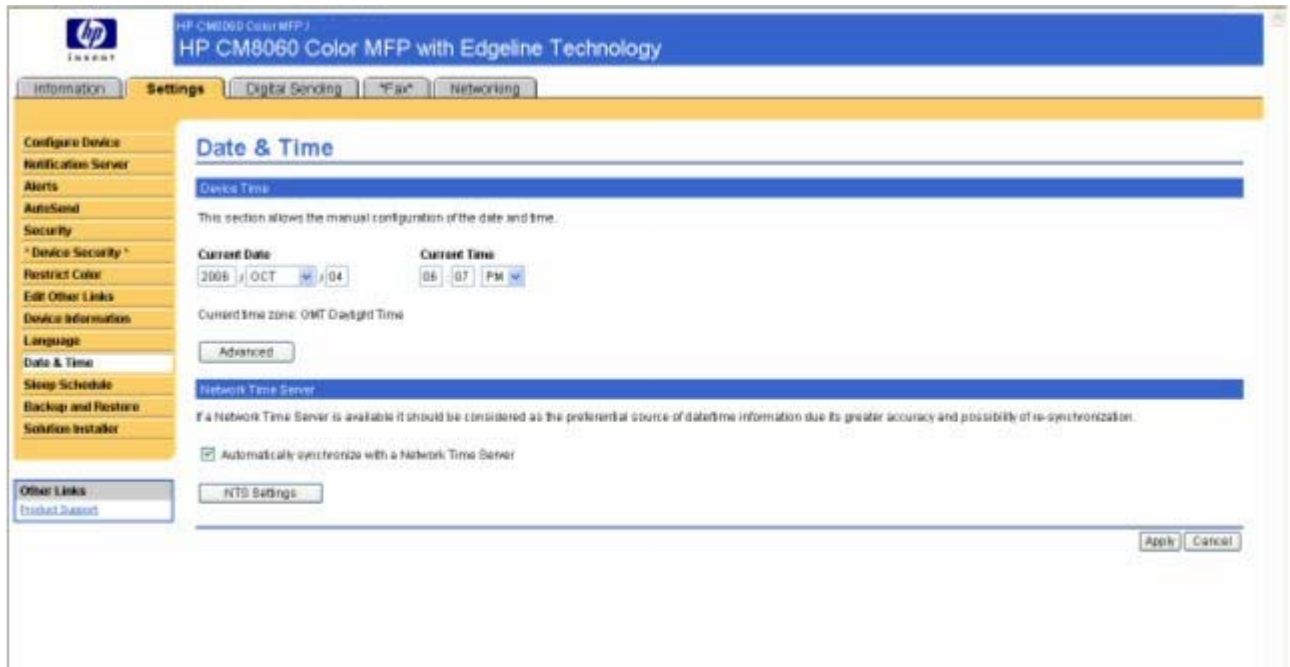 hp
invent
HP CM8060 Color MFP /
HP CM8060 Color MFP with Edgeline Technology
Information
Settings
Digital Sending
*Fax*
Networking
Configure Device
Notification Server
Alerts
AutoSend
Security
* Device Security *
Restrict Color
Edit Other Links
Device Information
Language
Date & Time
Sleep Schedule
Backup and Restore
Solution Installer
Other Links
Product Support
Date & Time
Device Time
This section allows the manual configuration of the date and time.
Current Date Current Time
/ OCT / 04 06 : 07 PM
Current time zone: GMT Daylight Time
Advanced
Network Time Server
If a Network Time Server is available it should be considered as the preferential source of date/time information due its greater accuracy and possibility of re-synchronization.
Automatically synchronize with a Network Time Server
NTS Settings
Apply Cancel